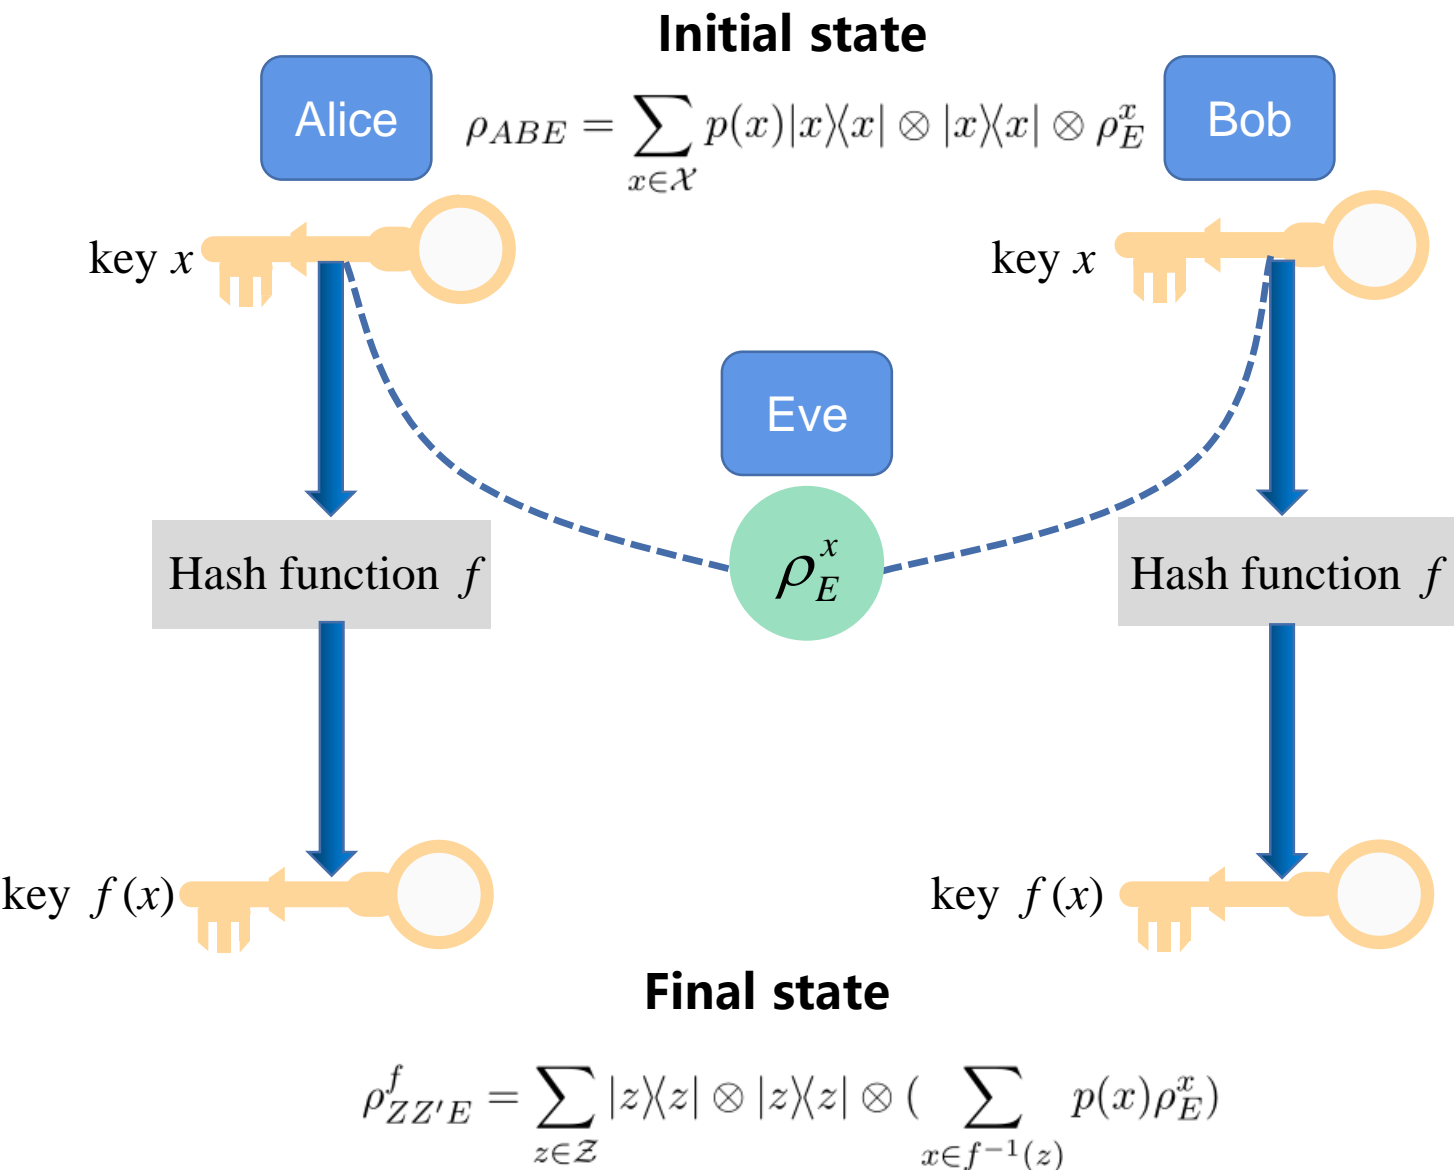 Initial state
Alice
ρ_{ABE} = ∑_{x∈𝒳} p(x)|x⟩⟨x| ⊗ |x⟩⟨x| ⊗ ρ_E^x
Bob
key x
key x
Eve
ρ_E^x
Hash function f
Hash function f
key f(x)
key f(x)
Final state
ρ^f_{ZZ′E} = ∑_{z∈𝒵} |z⟩⟨z| ⊗ |z⟩⟨z| ⊗ (∑_{x∈f^{−1}(z)} p(x)ρ_E^x)